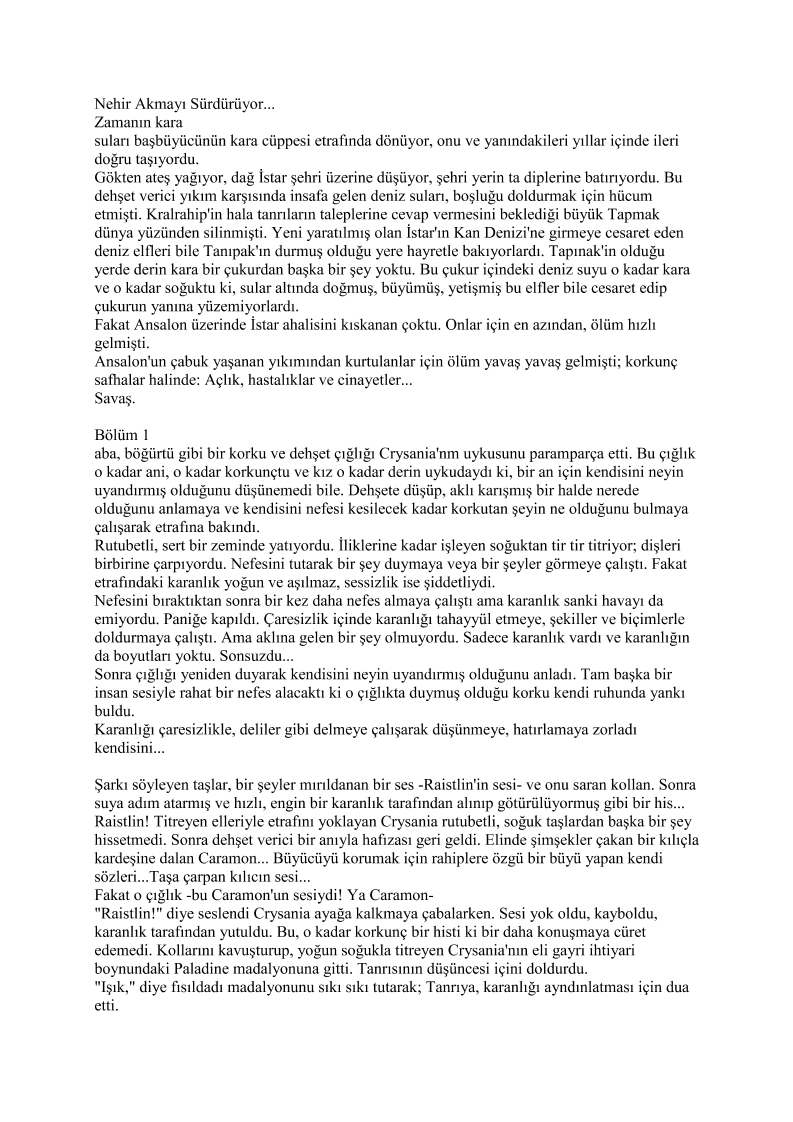 Nehir Akmayı Sürdürüyor...
Zamanın kara
suları başbüyücünün kara cüppesi etrafında dönüyor, onu ve yanındakileri yıllar içinde ileri
doğru taşıyordu.
Gökten ateş yağıyor, dağ İstar şehri üzerine düşüyor, şehri yerin ta diplerine batırıyordu. Bu
dehşet verici yıkım karşısında insafa gelen deniz suları, boşluğu doldurmak için hücum
etmişti. Kralrahip'in hala tanrıların taleplerine cevap vermesini beklediği büyük Tapmak
dünya yüzünden silinmişti. Yeni yaratılmış olan İstar'ın Kan Denizi'ne girmeye cesaret eden
deniz elfleri bile Tanıpak'ın durmuş olduğu yere hayretle bakıyorlardı. Tapınak'in olduğu
yerde derin kara bir çukurdan başka bir şey yoktu. Bu çukur içindeki deniz suyu o kadar kara
ve o kadar soğuktu ki, sular altında doğmuş, büyümüş, yetişmiş bu elfler bile cesaret edip
çukurun yanına yüzemiyorlardı.
Fakat Ansalon üzerinde İstar ahalisini kıskanan çoktu. Onlar için en azından, ölüm hızlı
gelmişti.
Ansalon'un çabuk yaşanan yıkımından kurtulanlar için ölüm yavaş yavaş gelmişti; korkunç
safhalar halinde: Açlık, hastalıklar ve cinayetler...
Savaş.
Bölüm 1
aba, böğürtü gibi bir korku ve dehşet çığlığı Crysania'nm uykusunu paramparça etti. Bu çığlık
o kadar ani, o kadar korkunçtu ve kız o kadar derin uykudaydı ki, bir an için kendisini neyin
uyandırmış olduğunu düşünemedi bile. Dehşete düşüp, aklı karışmış bir halde nerede
olduğunu anlamaya ve kendisini nefesi kesilecek kadar korkutan şeyin ne olduğunu bulmaya
çalışarak etrafına bakındı.
Rutubetli, sert bir zeminde yatıyordu. İliklerine kadar işleyen soğuktan tir tir titriyor; dişleri
birbirine çarpıyordu. Nefesini tutarak bir şey duymaya veya bir şeyler görmeye çalıştı. Fakat
etrafındaki karanlık yoğun ve aşılmaz, sessizlik ise şiddetliydi.
Nefesini bıraktıktan sonra bir kez daha nefes almaya çalıştı ama karanlık sanki havayı da
emiyordu. Paniğe kapıldı. Çaresizlik içinde karanlığı tahayyül etmeye, şekiller ve biçimlerle
doldurmaya çalıştı. Ama aklına gelen bir şey olmuyordu. Sadece karanlık vardı ve karanlığın
da boyutları yoktu. Sonsuzdu...
Sonra çığlığı yeniden duyarak kendisini neyin uyandırmış olduğunu anladı. Tam başka bir
insan sesiyle rahat bir nefes alacaktı ki o çığlıkta duymuş olduğu korku kendi ruhunda yankı
buldu.
Karanlığı çaresizlikle, deliler gibi delmeye çalışarak düşünmeye, hatırlamaya zorladı
kendisini...
Şarkı söyleyen taşlar, bir şeyler mırıldanan bir ses -Raistlin'in sesi- ve onu saran kollan. Sonra
suya adım atarmış ve hızlı, engin bir karanlık tarafından alınıp götürülüyormuş gibi bir his...
Raistlin! Titreyen elleriyle etrafını yoklayan Crysania rutubetli, soğuk taşlardan başka bir şey
hissetmedi. Sonra dehşet verici bir anıyla hafızası geri geldi. Elinde şimşekler çakan bir kılıçla
kardeşine dalan Caramon... Büyücüyü korumak için rahiplere özgü bir büyü yapan kendi
sözleri...Taşa çarpan kılıcın sesi...
Fakat o çığlık -bu Caramon'un sesiydi! Ya Caramon-
"Raistlin!" diye seslendi Crysania ayağa kalkmaya çabalarken. Sesi yok oldu, kayboldu,
karanlık tarafından yutuldu. Bu, o kadar korkunç bir histi ki bir daha konuşmaya cüret
edemedi. Kollarını kavuşturup, yoğun soğukla titreyen Crysania'nın eli gayri ihtiyari
boynundaki Paladine madalyonuna gitti. Tanrısının düşüncesi içini doldurdu.
"Işık," diye fısıldadı madalyonunu sıkı sıkı tutarak; Tanrıya, karanlığı ayndınlatması için dua
etti.